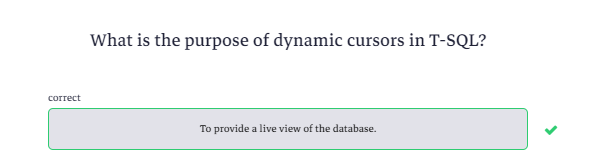 What is the purpose of dynamic cursors in T-SQL?
correct
To provide a live view of the database.